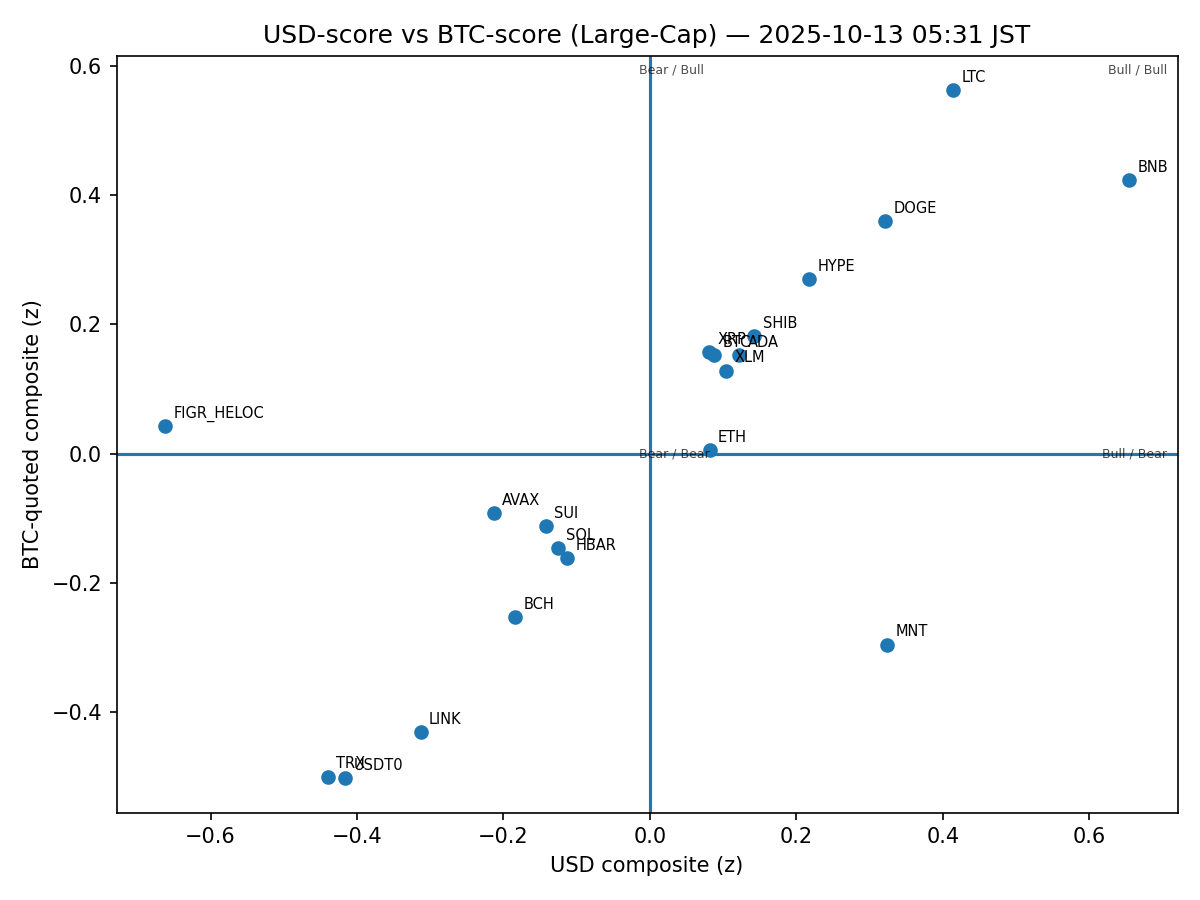 USD-score vs BTC-score (Large-Cap) — 2025-10-13 05:31 JST
Bear / Bull
Bull / Bull
LTC
BNB
DOGE
HYPE
SHIB
XRP
BTC
ADA
XLM
FIGR_HELOC
ETH
Bear / Bear
Bull / Bear
AVAX
SUI
SOL
HBAR
BCH
MNT
LINK
TRX
USDT0
0.6
0.4
0.2
0.0
−0.2
−0.4
BTC-quoted composite (z)
−0.6
−0.4
−0.2
0.0
0.2
0.4
0.6
USD composite (z)